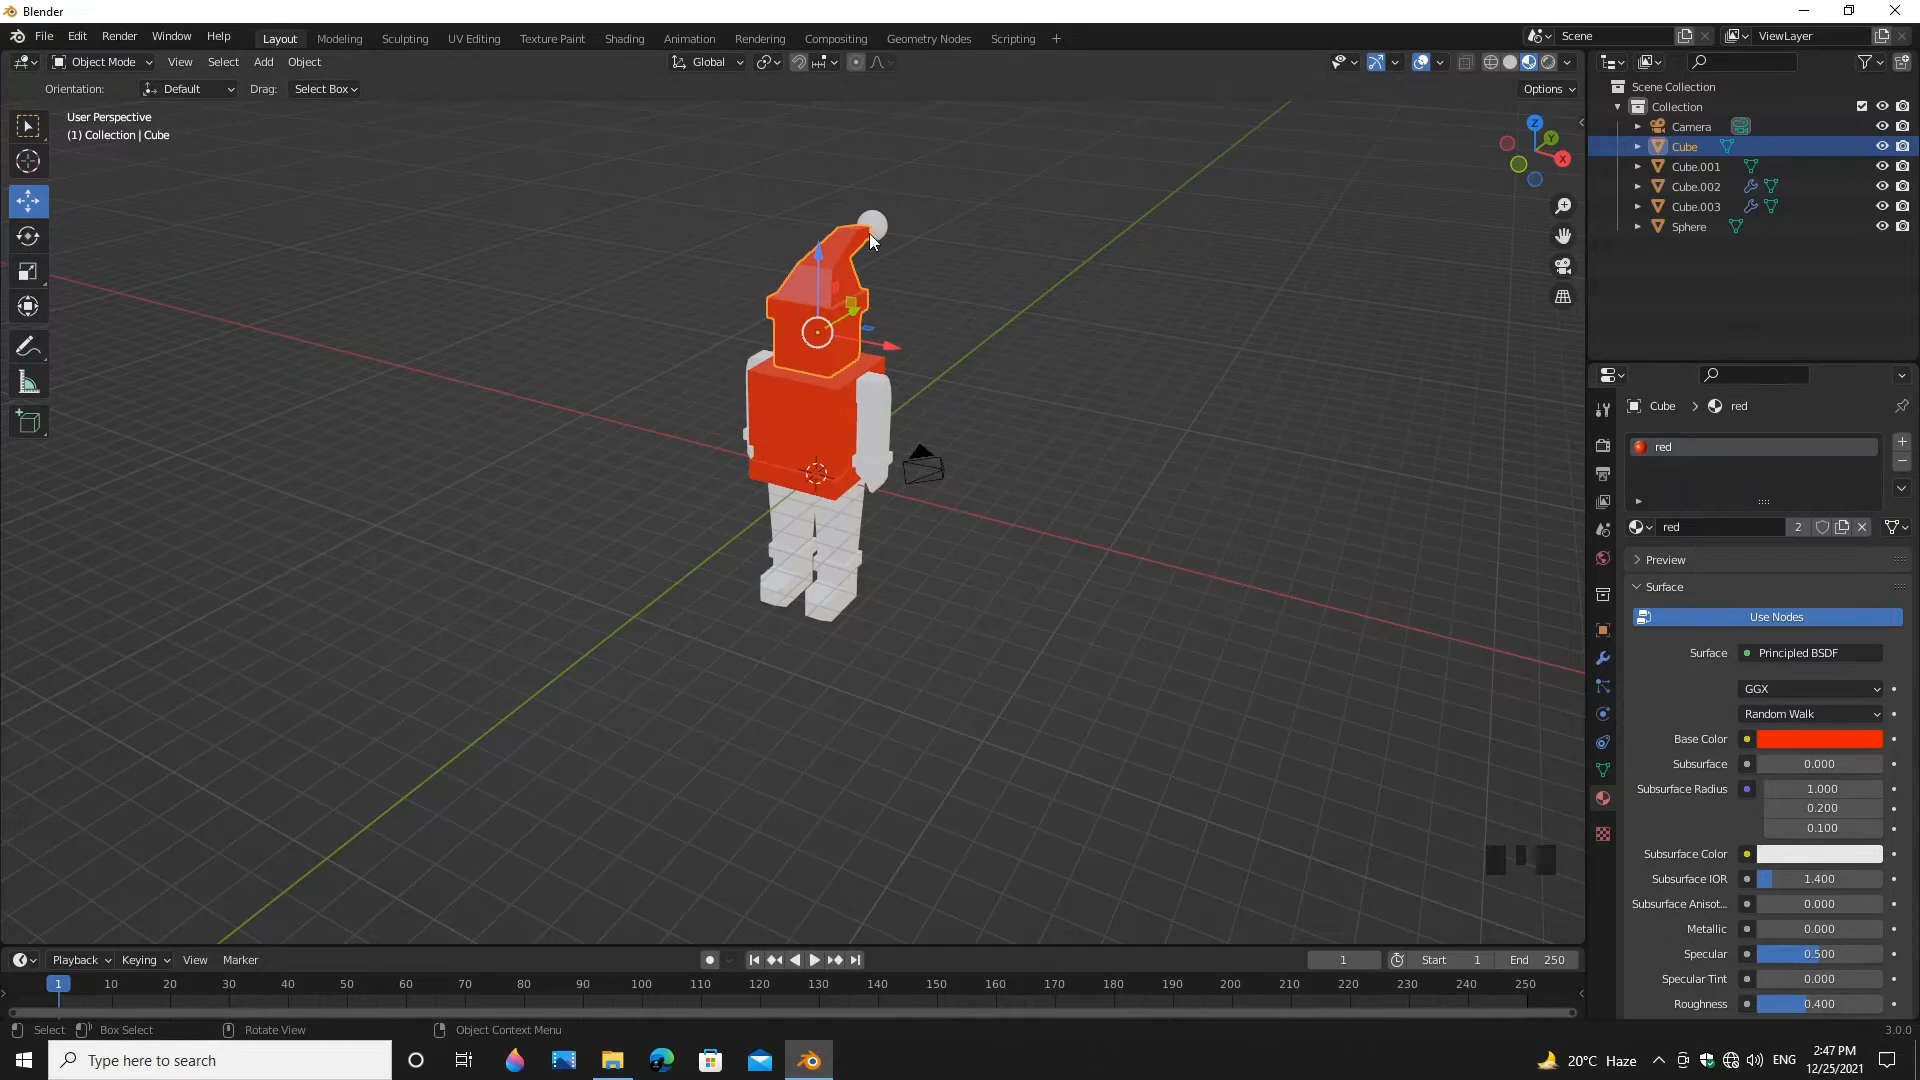 Blender
File Edit Render Window Help
Layout Modeling Sculpting UV Editing Texture Paint Shading Animation Rendering Compositing Geometry Nodes Scripting +
Scene
ViewLayer
Object Mode View Select Add Object
Global
Orientation: Default Drag: Select Box
Options
User Perspective
(1) Collection | Cube
Z
Y
X
Scene Collection
Collection
Camera
Cube
Cube.001
Cube.002
Cube.003
Sphere
Cube > red
red
red 2
Preview
Surface
Use Nodes
Surface Principled BSDF
GGX
Random Walk
Base Color
Subsurface 0.000
Subsurface Radius 1.000
0.200
0.100
Subsurface Color
Subsurface IOR 1.400
Subsurface Anisot... 0.000
Metallic 0.000
Specular 0.500
Specular Tint 0.000
Roughness 0.400
Playback Keying View Marker
1 Start 1 End 250
1 10 20 30 40 50 60 70 80 90 100 110 120 130 140 150 160 170 180 190 200 210 220 230 240 250
Select Box Select Rotate View Object Context Menu
3.0.0
Type here to search
20°C Haze
ENG
2:47 PM
12/25/2021